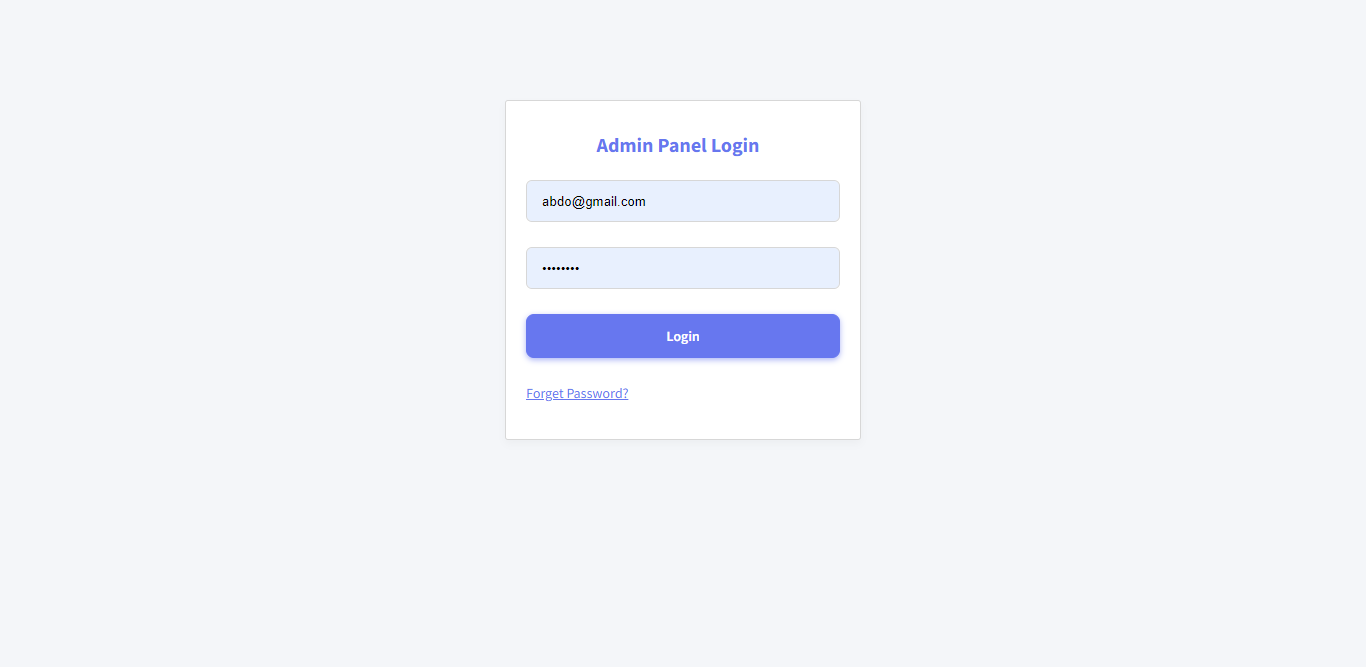 Admin Panel Login
abdo@gmail.com
••••••••
Login
Forget Password?